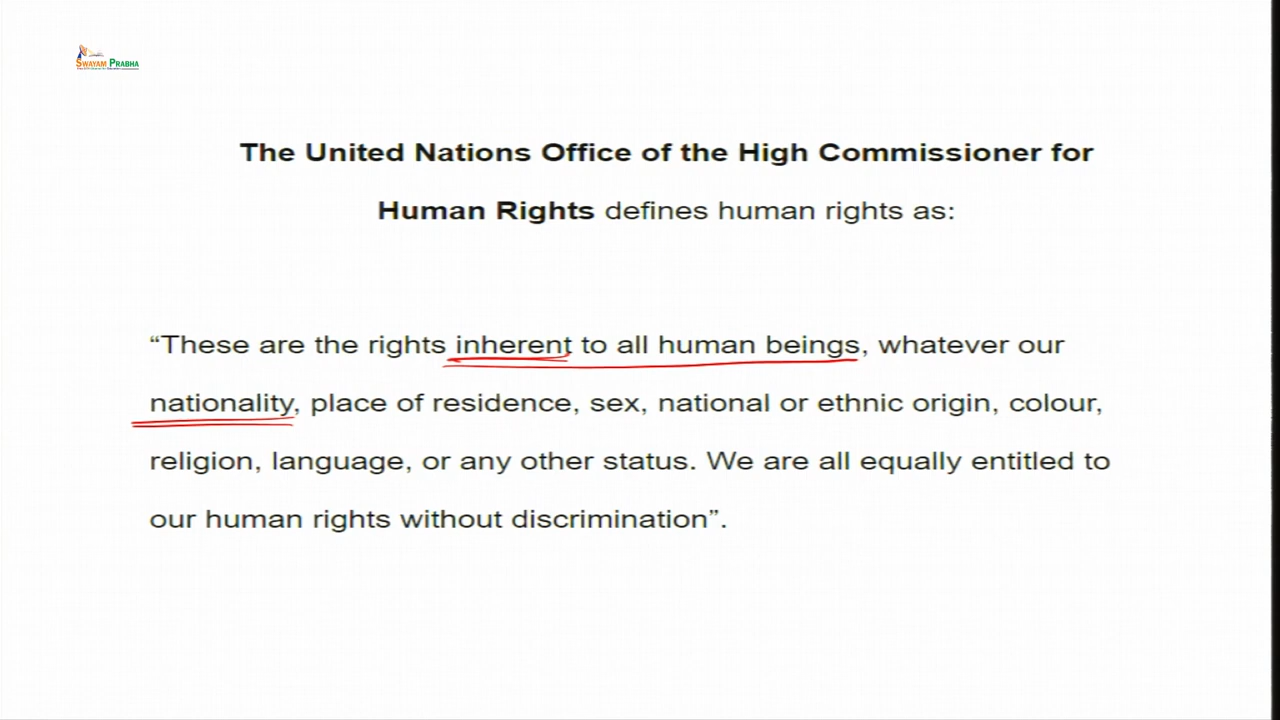 SWAYAM PRABHA
The United Nations Office of the High Commissioner for
Human Rights defines human rights as:
“These are the rights inherent to all human beings, whatever our
nationality, place of residence, sex, national or ethnic origin, colour,
religion, language, or any other status. We are all equally entitled to
our human rights without discrimination”.